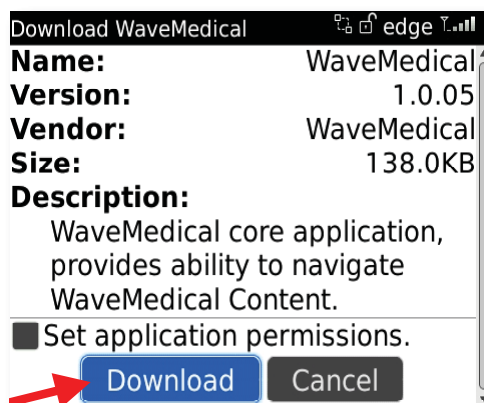 Download WaveMedical edge
Name: WaveMedical
Version: 1.0.05
Vendor: WaveMedical
Size: 138.0KB
Description:
WaveMedical core application,
provides ability to navigate
WaveMedical Content.
Set application permissions.
Download Cancel